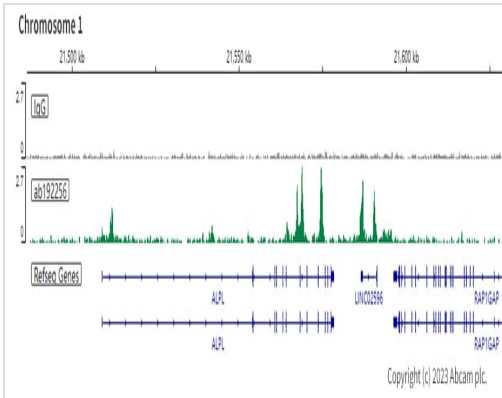 Chromosome 1
21,500 kb 21,550 kb 21,600 kb
2.7
IgG
0
2.7
ab192256
0
Refseq Genes
ALPL LINC02596 RAP1GAP
ALPL RAP1GAP
Copyright (c) 2023 Abcam plc.